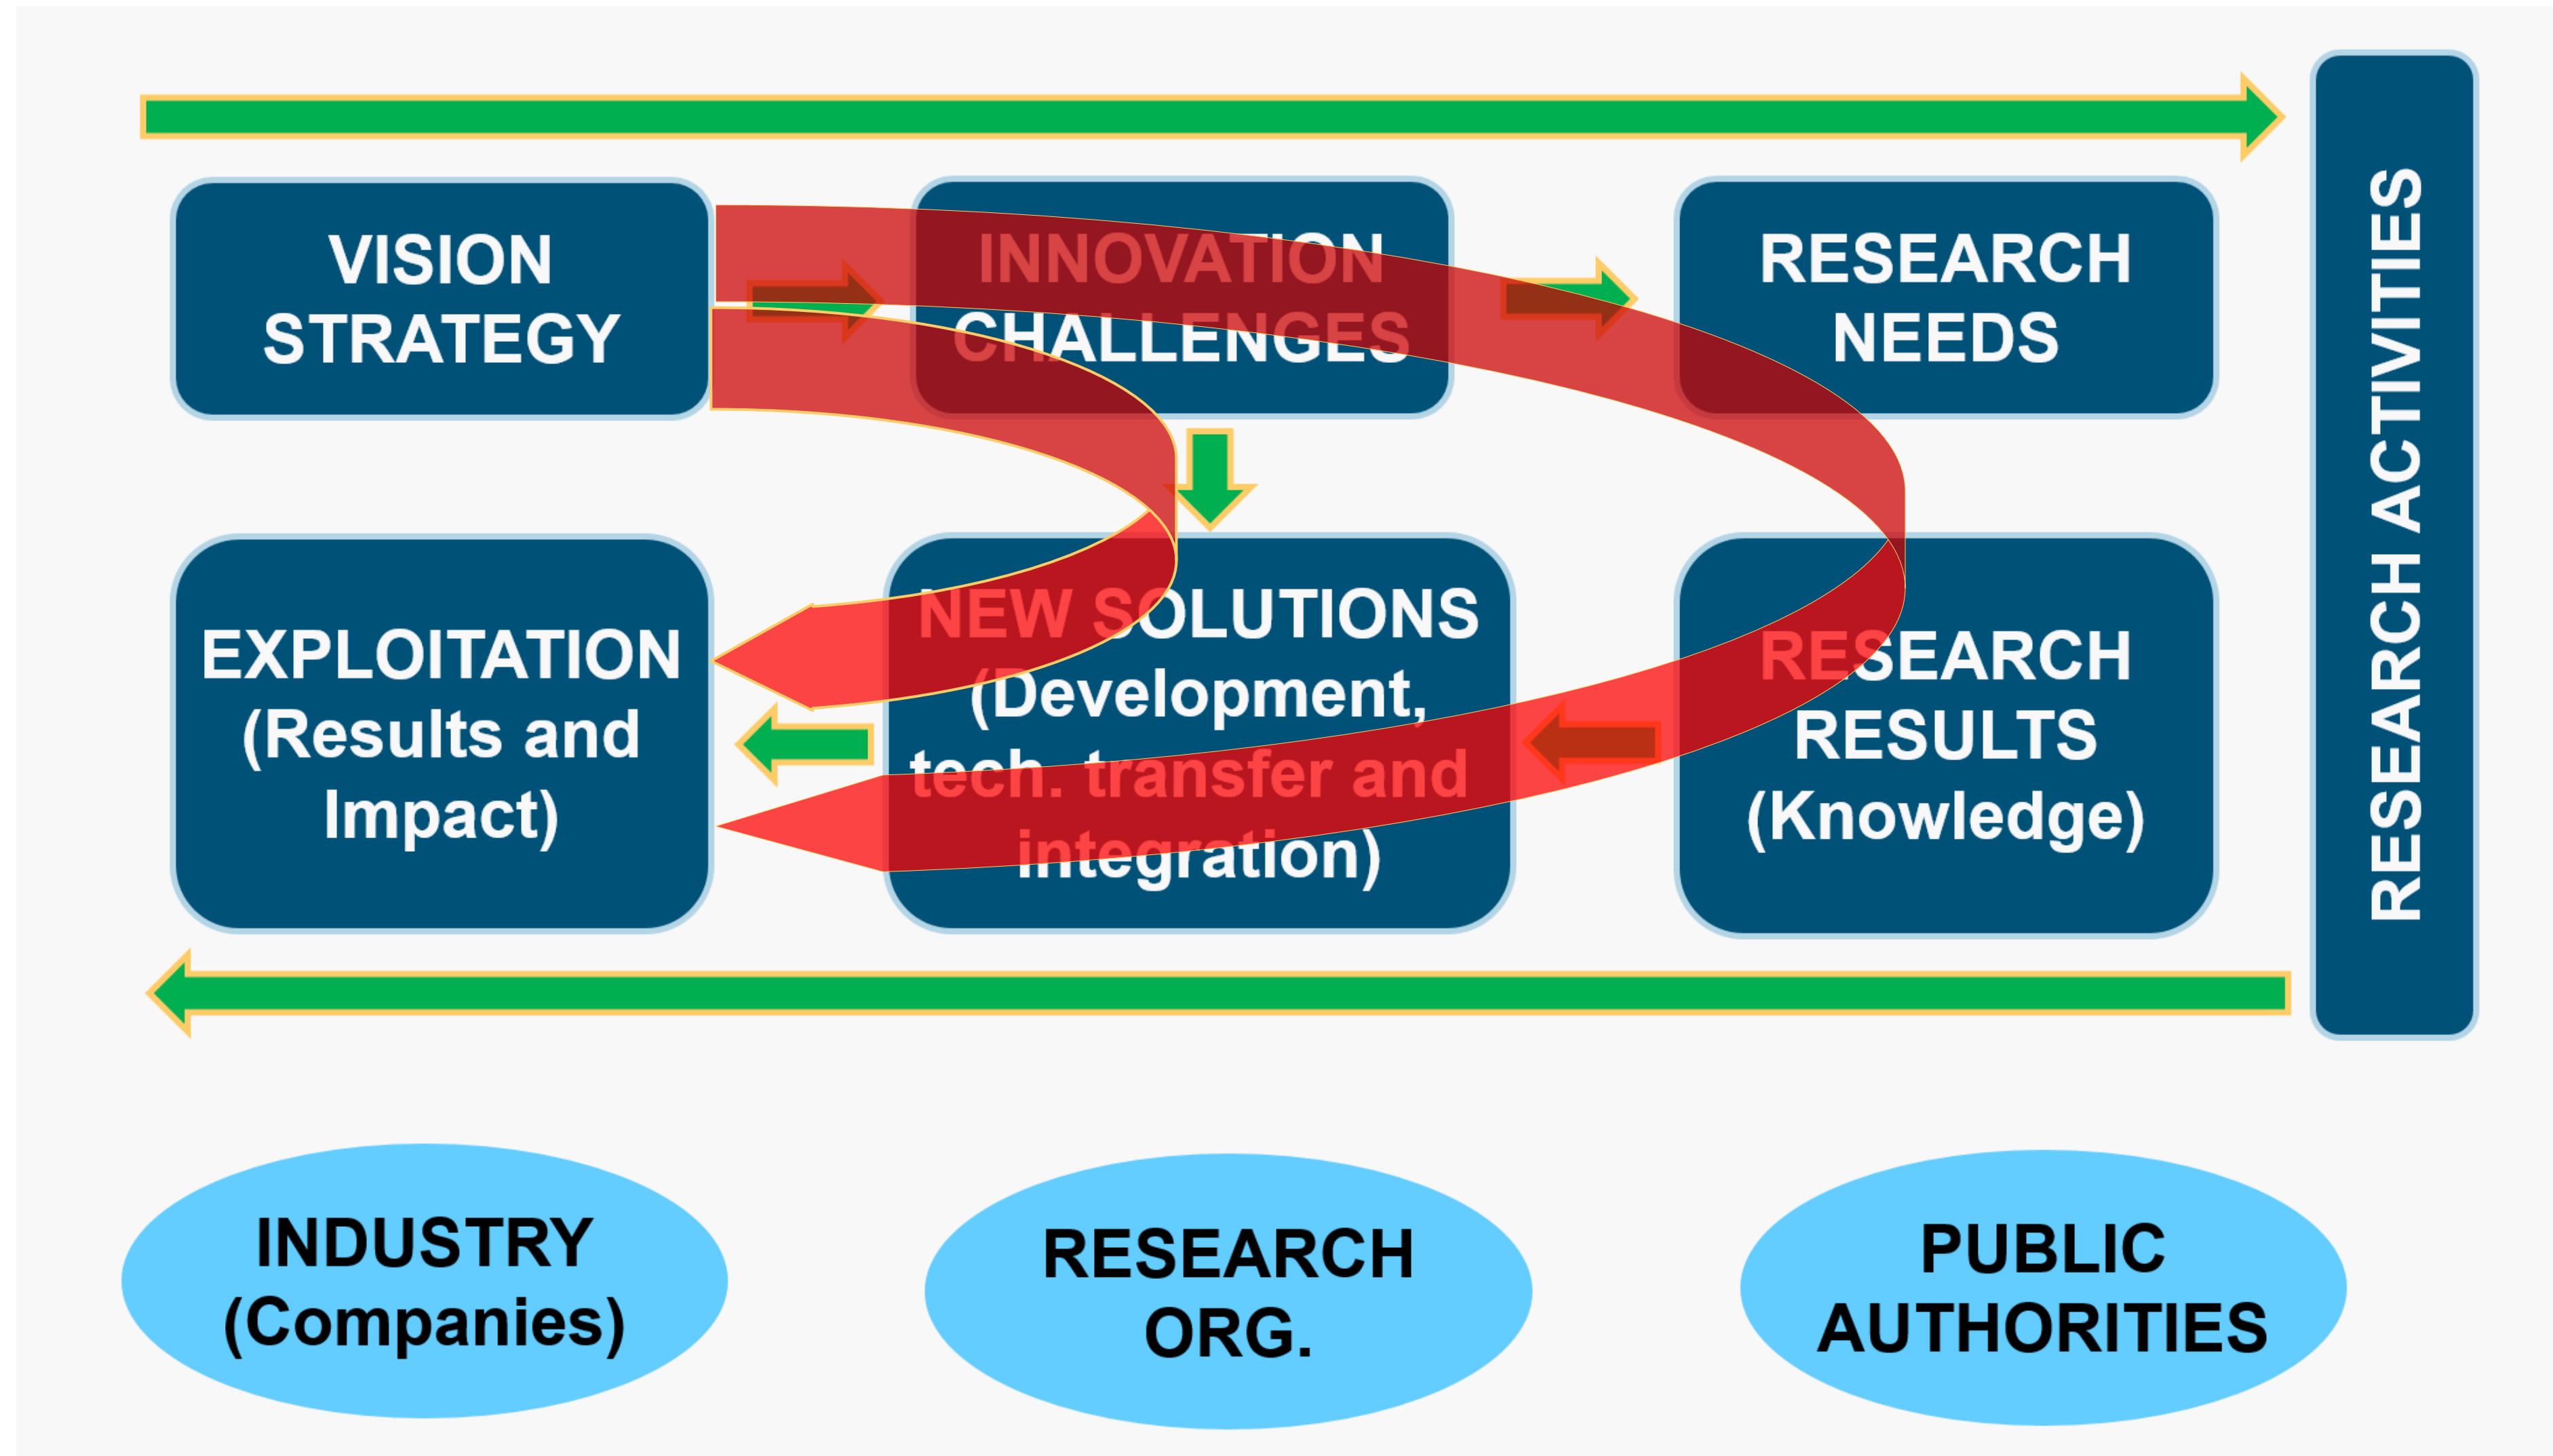 VISION
STRATEGY
INNOVATION
CHALLENGES
RESEARCH
NEEDS
EXPLOITATION
(Results and
Impact)
NEW SOLUTIONS
(Development,
tech. transfer and
integration)
RESEARCH
RESULTS
(Knowledge)
RESEARCH ACTIVITIES
INDUSTRY
(Companies)
RESEARCH
ORG.
PUBLIC
AUTHORITIES